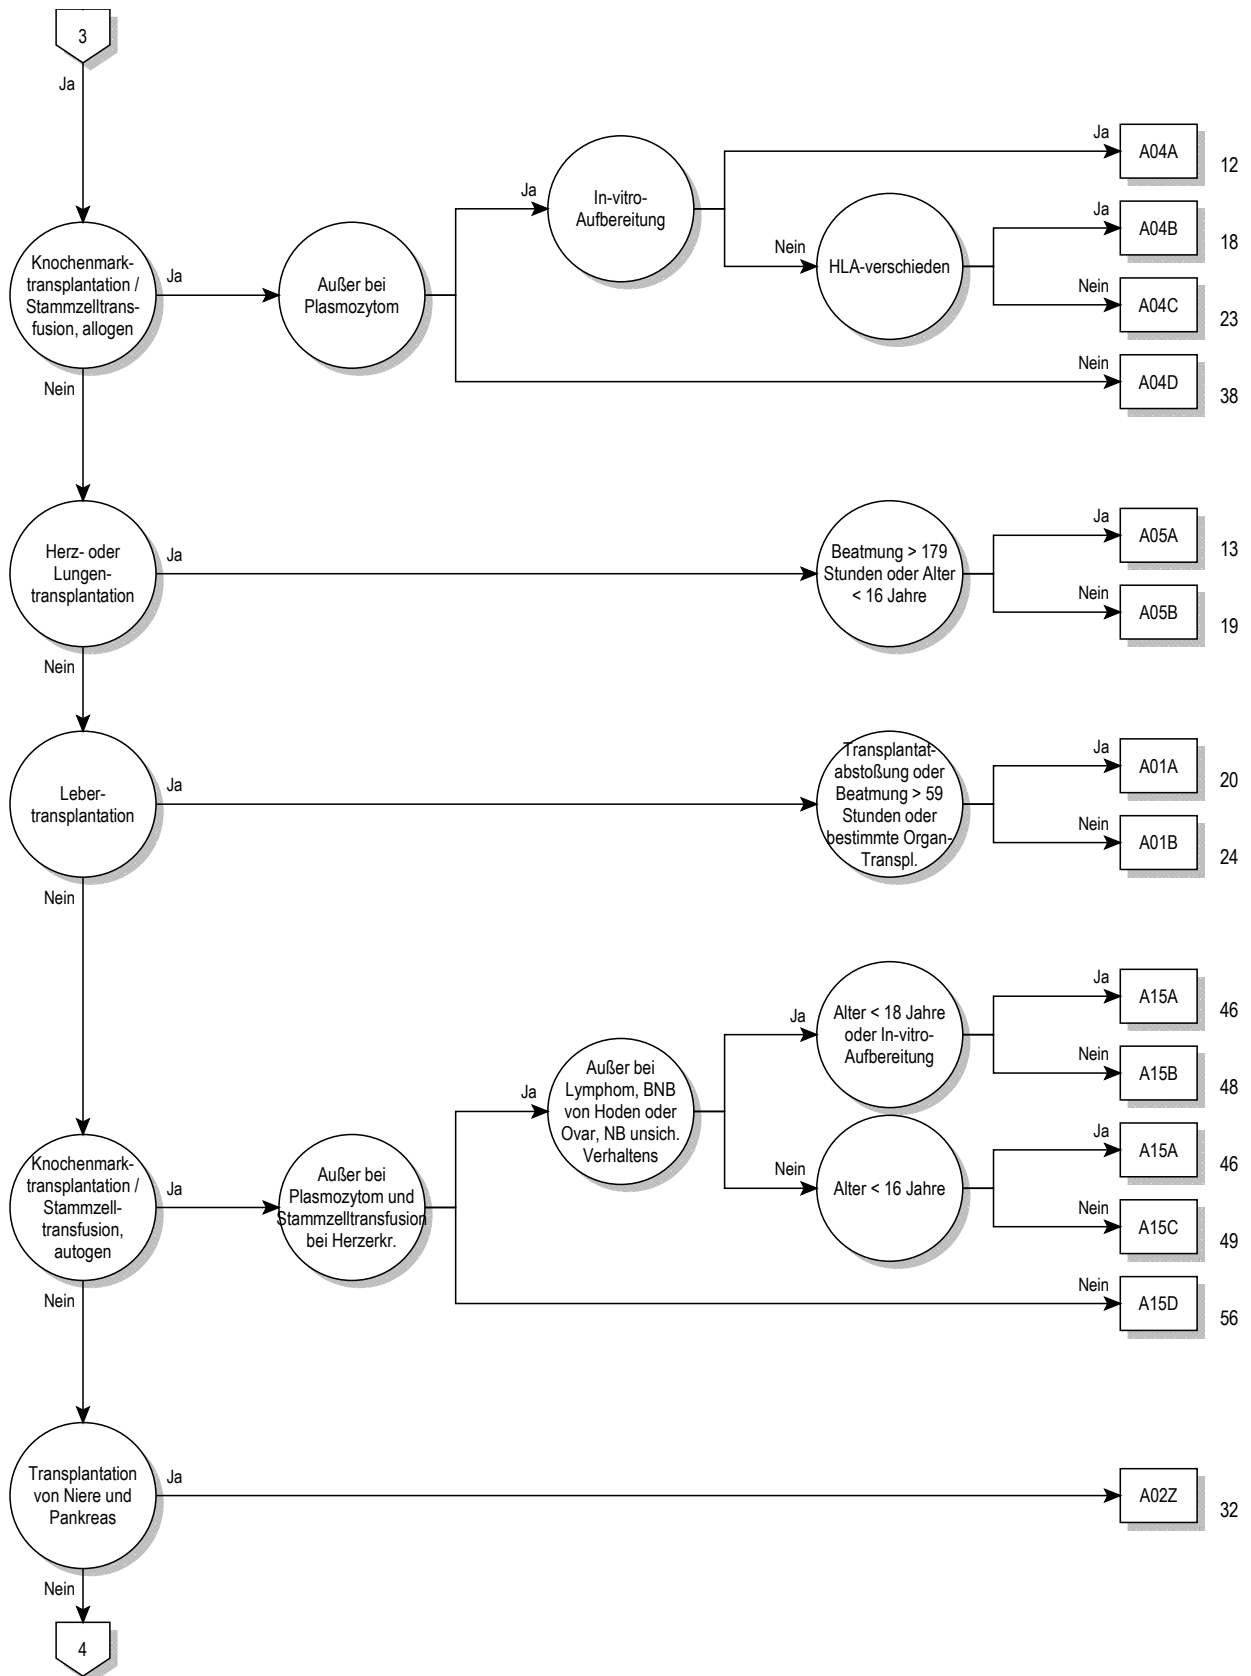 3
Ja
Knochenmark-
transplantation /
Stammzelltrans-
fusion, allogen
Ja
Außer bei
Plasmozytom
Ja
In-vitro-
Aufbereitung
Ja
A04A
12
Nein
HLA-verschieden
Ja
A04B
18
Nein
A04C
23
Nein
A04D
38
Nein
Herz- oder
Lungen-
transplantation
Ja
Beatmung > 179
Stunden oder Alter
< 16 Jahre
Ja
A05A
13
Nein
A05B
19
Nein
Leber-
transplantation
Ja
Transplantat-
abstoßung oder
Beatmung > 59
Stunden oder
bestimmte Organ-
Transpl.
Ja
A01A
20
Nein
A01B
24
Nein
Knochenmark-
transplantation /
Stammzell-
transfusion,
autogen
Ja
Außer bei
Plasmozytom und
Stammzelltransfusion
bei Herzerkr.
Ja
Außer bei
Lymphom, BNB
von Hoden oder
Ovar, NB unsich.
Verhaltens
Ja
Alter < 18 Jahre
oder In-vitro-
Aufbereitung
Ja
A15A
46
Nein
A15B
48
Nein
Alter < 16 Jahre
Ja
A15A
46
Nein
A15C
49
Nein
A15D
56
Nein
Transplantation
von Niere und
Pankreas
Ja
A02Z
32
Nein
4